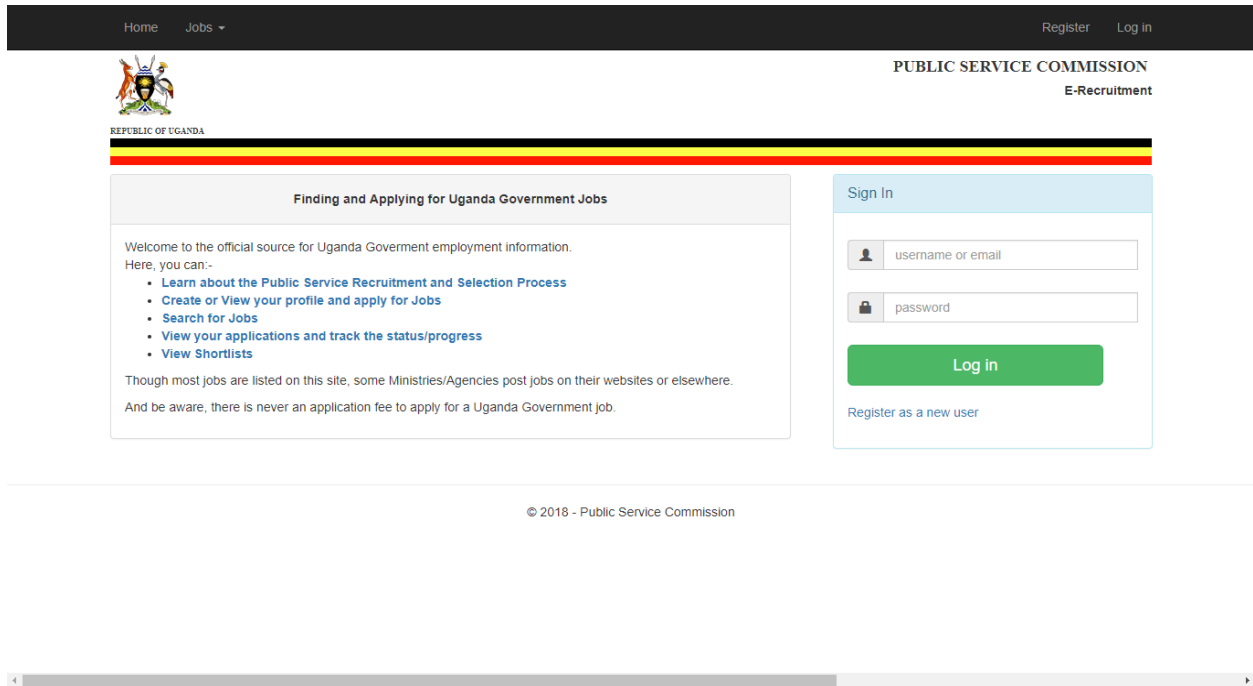 Home Jobs Register Log in
PUBLIC SERVICE COMMISSION
E-Recruitment
REPUBLIC OF UGANDA
Finding and Applying for Uganda Government Jobs
Welcome to the official source for Uganda Goverment employment information.
Here, you can:-
• Learn about the Public Service Recruitment and Selection Process
• Create or View your profile and apply for Jobs
• Search for Jobs
• View your applications and track the status/progress
• View Shortlists
Though most jobs are listed on this site, some Ministries/Agencies post jobs on their websites or elsewhere.
And be aware, there is never an application fee to apply for a Uganda Government job.
Sign In
username or email
password
Log in
Register as a new user
© 2018 - Public Service Commission